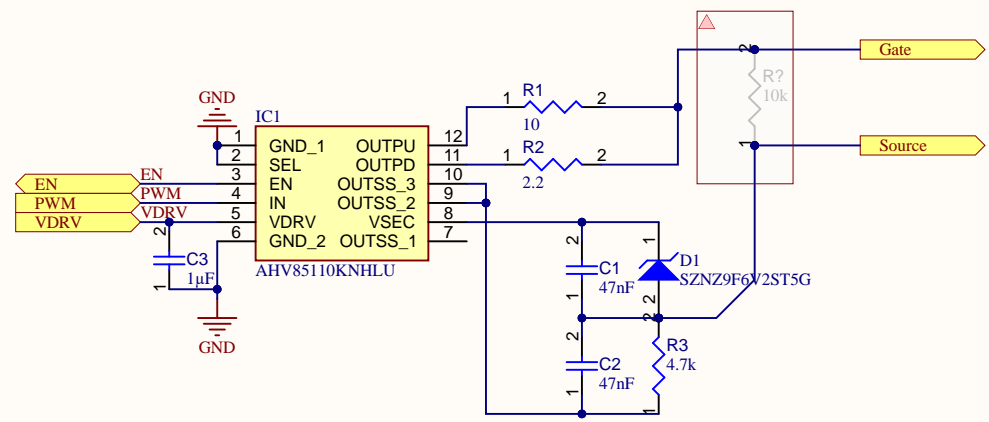 2
Gate
R?
10k
1
Source
GND
IC1
R1
1 2
10
1 GND_1 OUTPU 12
2 SEL OUTPD 11
R2
1 2
2.2
EN EN 3 EN OUTSS_3 10
PWM PWM 4 IN OUTSS_2 9
VDRV VDRV 5 VDRV VSEC 8
6 GND_2 OUTSS_1 7
AHV85110KNHLU
2
C3
1µF
1
GND
2
C1
47nF
1
1
D1
SZNZ9F6V2ST5G
2
2
C2
47nF
1
2
R3
4.7k
1